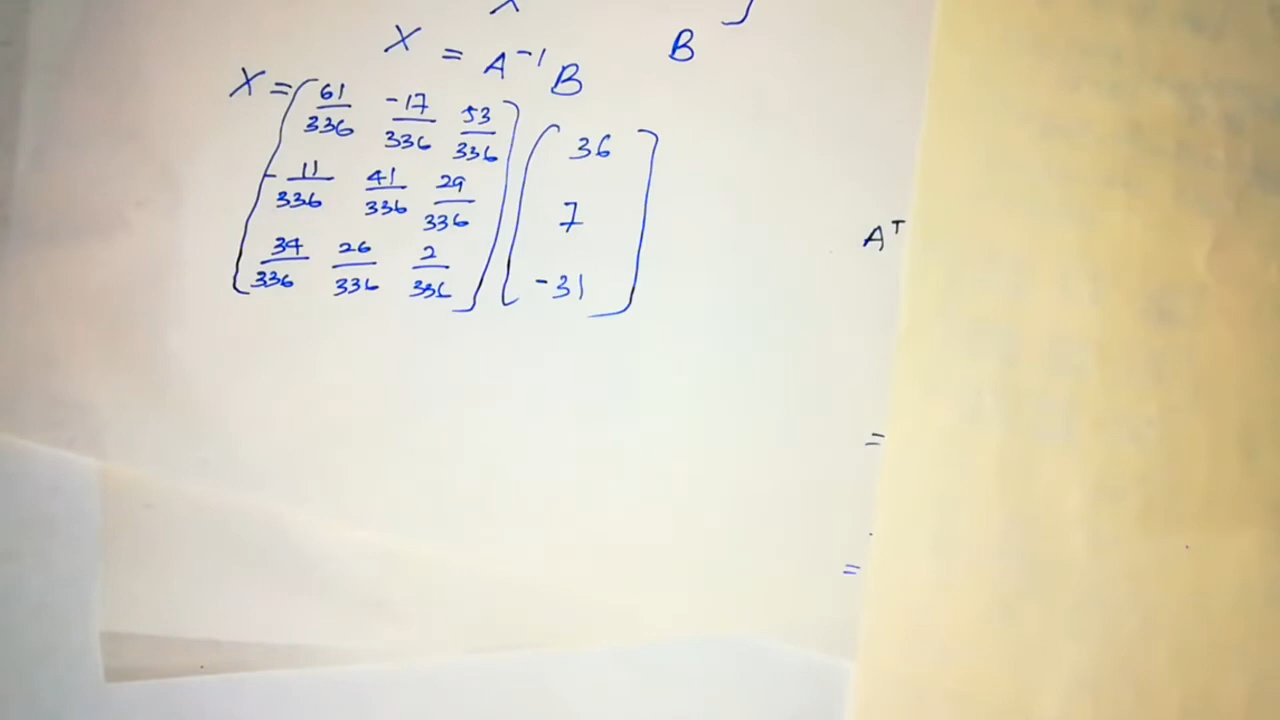 X = A⁻¹ B B
X = [ 61/336 -17/336 53/336 ] [ 36 ]
[ -11/336 41/336 29/336 ] [ 7 ]
[ 34/336 26/336 2/336 ] [ -31 ]
Aᵀ
=
=